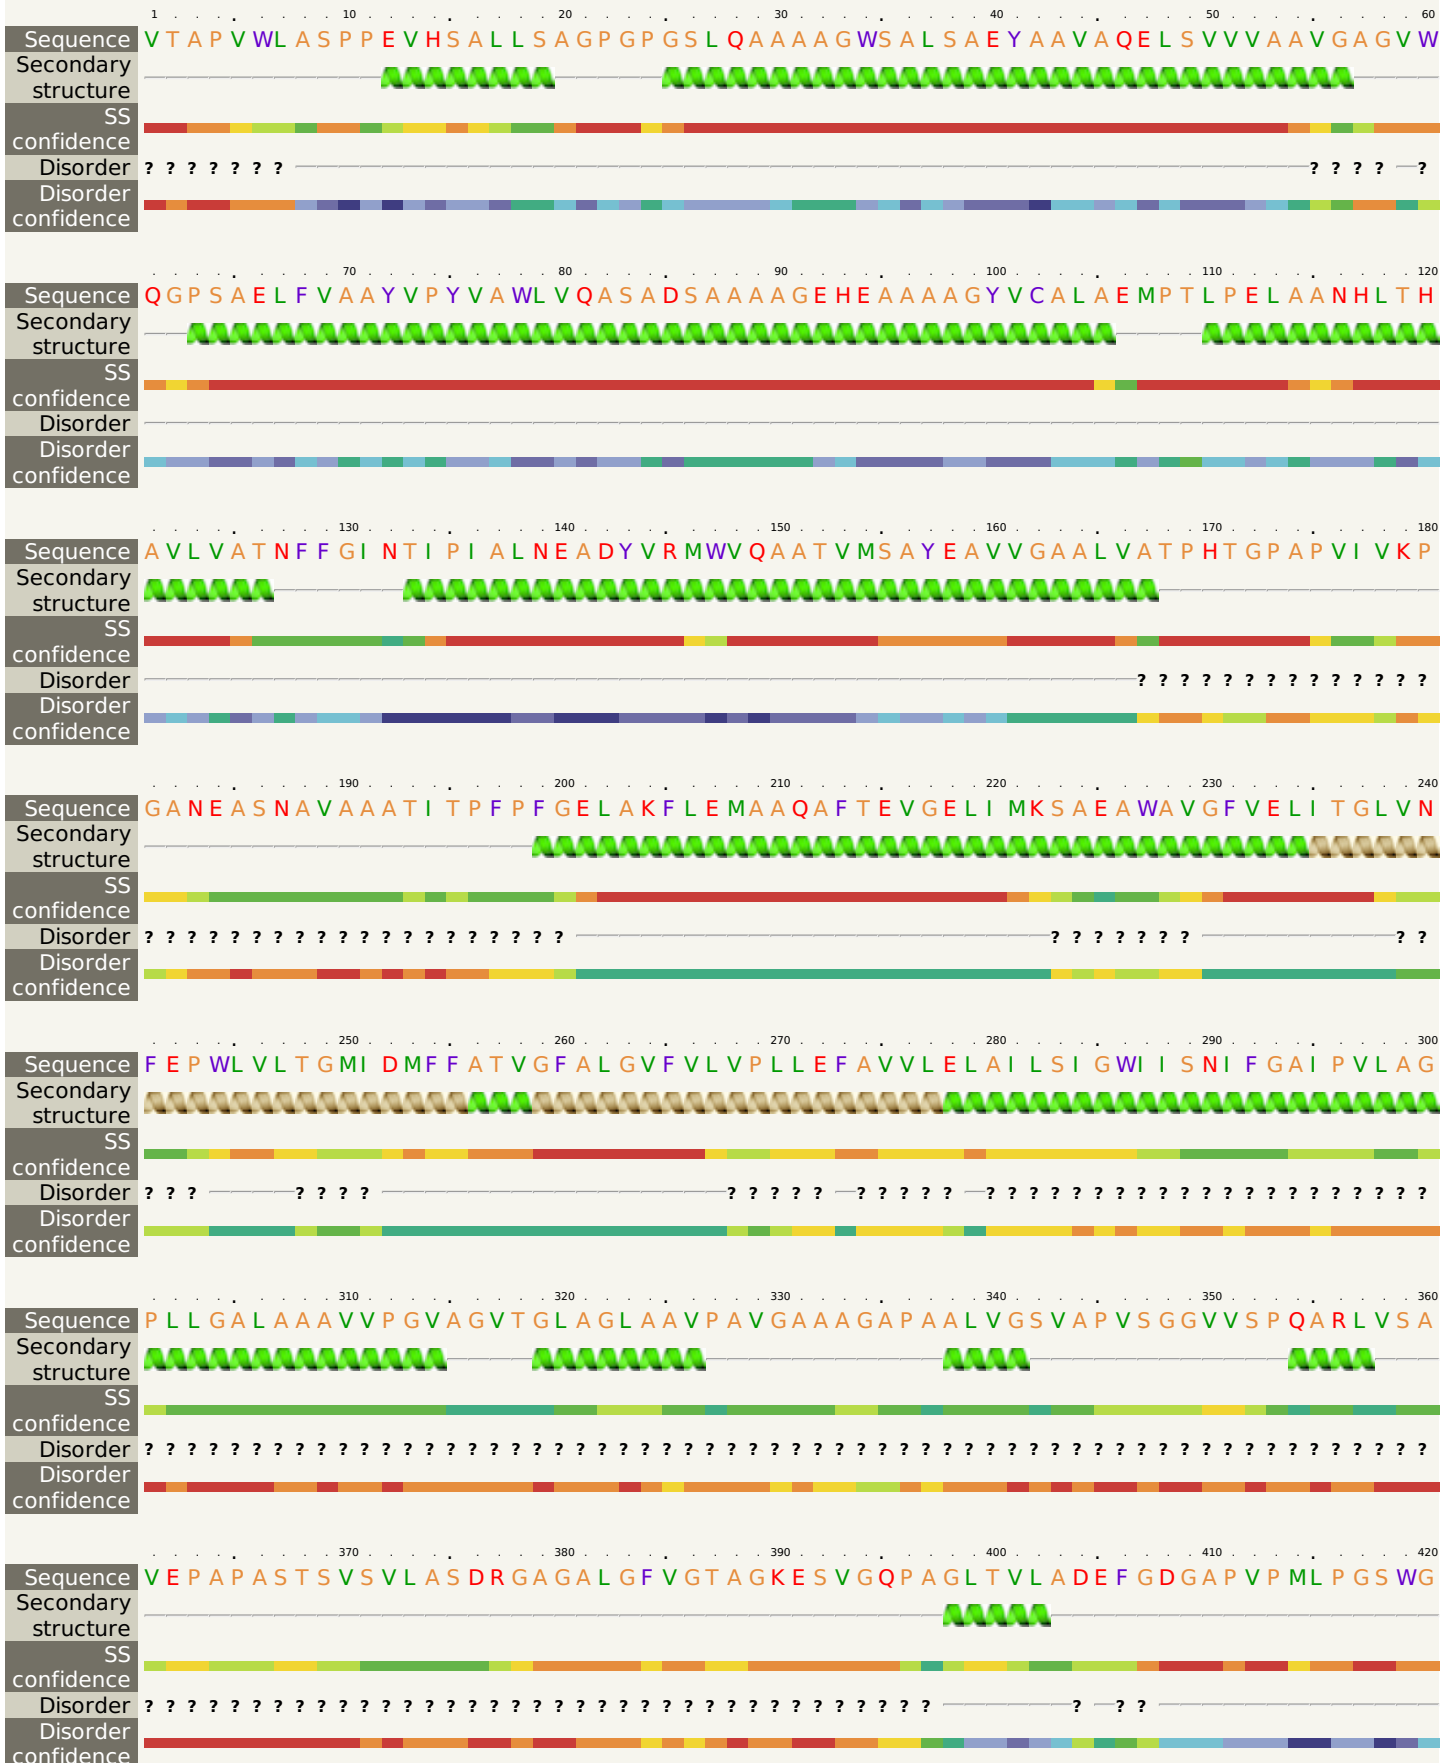 1 10 20 30 40 50 60
Sequence VTAPVWLASPPEVHSALLSAGPGPGSLQAAAAGWSALSAEYAAVAQELSVVVAAVGAGVW
Secondary
structure
SS
confidence
Disorder ? ? ? ? ? ? ? ? ? ? ? ?
Disorder
confidence
70 80 90 100 110 120
Sequence QGPSAELFVAAYVPYVAWLVQASADSAAAAGEHEAAAAGYVCALAEMPTLPELAANHLTH
Secondary
structure
SS
confidence
Disorder
Disorder
confidence
130 140 150 160 170 180
Sequence AVLVATNFFGINTIPIALNEADYVRMWVQAATVMSAYEAVVGAALVATPHTGPAPVIVKP
Secondary
structure
SS
confidence
Disorder ? ? ? ? ? ? ? ? ? ? ? ? ? ?
Disorder
confidence
190 200 210 220 230 240
Sequence GANEASNAVAAATITPFPFGELAKFLEMAAQAFTEVGELIMKSAEAWAVGFVELITGLVN
Secondary
structure
SS
confidence
Disorder ? ? ? ? ? ? ? ? ? ? ? ? ? ? ? ? ? ? ? ? ? ? ? ? ? ? ? ? ?
Disorder
confidence
250 260 270 280 290 300
Sequence FEPWLVLTGMIDMFFATVGFALGVFVLVPLLEFAVVLELAILSIGWIISNIFGAIPVLAG
Secondary
structure
SS
confidence
Disorder ? ? ? ? ? ? ? ? ? ? ? ? ? ? ? ? ? ? ? ? ? ? ? ? ? ? ? ? ? ? ? ? ? ? ? ? ? ?
Disorder
confidence
310 320 330 340 350 360
Sequence PLLGALAAAVVPGVAGVTGLAGLAAVPAVGAAAGAPAALVGSVAPVSGGVVSPQARLVSA
Secondary
structure
SS
confidence
Disorder ? ? ? ? ? ? ? ? ? ? ? ? ? ? ? ? ? ? ? ? ? ? ? ? ? ? ? ? ? ? ? ? ? ? ? ? ? ? ? ? ? ? ? ? ? ? ? ? ? ? ? ? ? ? ? ? ? ? ? ?
Disorder
confidence
370 380 390 400 410 420
Sequence VEPAPASTSVSVLASDRGAGALGFVGTAGKESVGQPAGLTVLADEFGDGAPVPMLPGSWG
Secondary
structure
SS
confidence
Disorder ? ? ? ? ? ? ? ? ? ? ? ? ? ? ? ? ? ? ? ? ? ? ? ? ? ? ? ? ? ? ? ? ? ? ? ? ? ? ? ?
Disorder
confidence